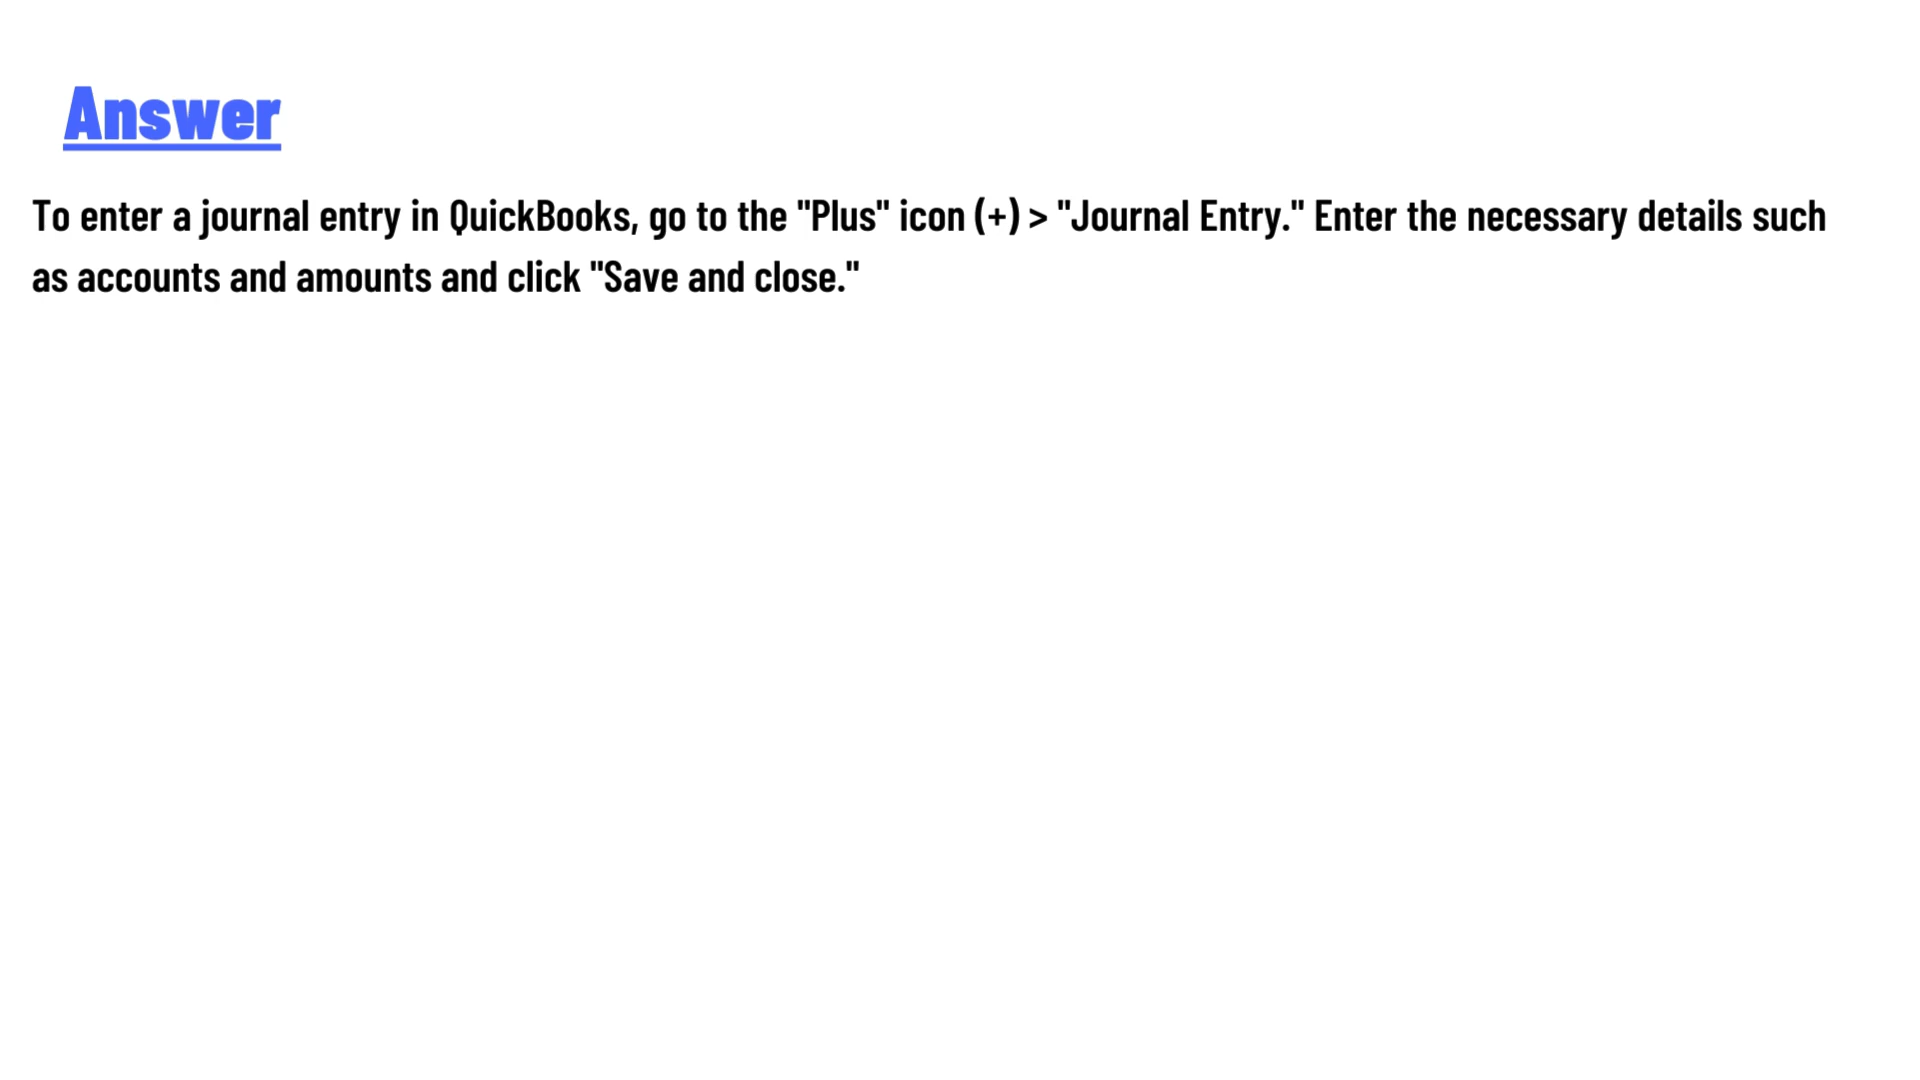 Answer
To enter a journal entry in QuickBooks, go to the "Plus" icon (+) > "Journal Entry." Enter the necessary details such
as accounts and amounts and click "Save and close."